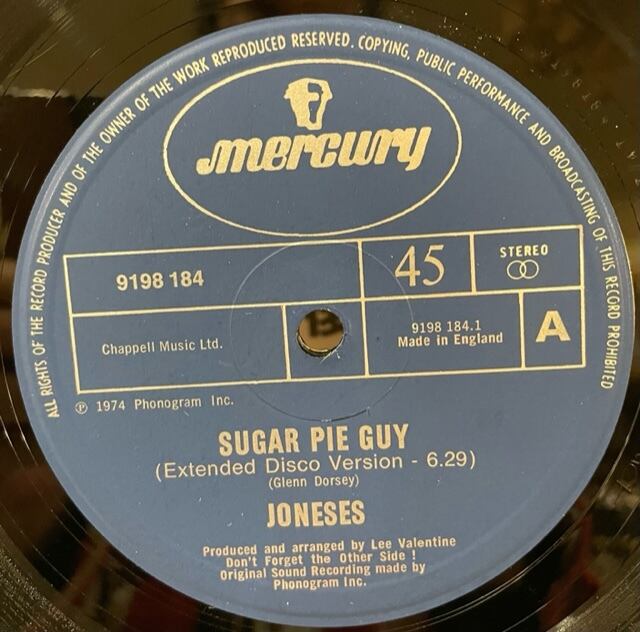 ALL RIGHTS OF THE RECORD PRODUCER AND OF THE OWNER OF THE WORK REPRODUCED RESERVED. COPYING, PUBLIC PERFORMANCE AND BROADCASTING OF THIS RECORD PROHIBITED
mercury
9198 184
45
STEREO
Chappell Music Ltd.
9198 184.1
Made in England
A
℗ 1974 Phonogram Inc.
SUGAR PIE GUY
(Extended Disco Version - 6.29)
(Glenn Dorsey)
JONESES
Produced and arranged by Lee Valentine
Don't Forget the Other Side !
Original Sound Recording made by
Phonogram Inc.